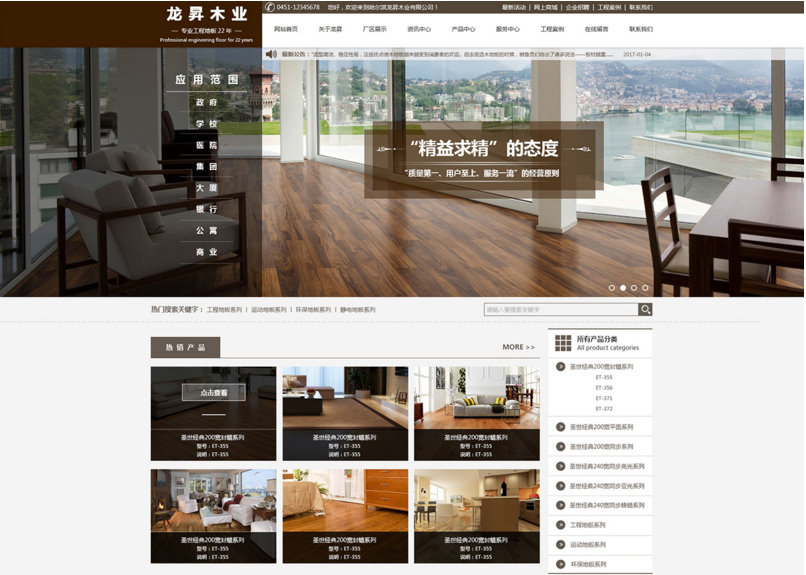 龙昇木业
— 专业工程地板 22 年 —
Professional engineering floor for 22 years
0451-12345678 您好，欢迎来到哈尔滨龙昇木业有限公司！
最新活动 | 网上商城 | 企业招聘 | 工程案例 | 联系我们
网站首页 关于龙昇 厂区展示 资讯中心 产品中心 服务中心 工程案例 在线留言 联系我们
最新公告： 2017-01-04
应用范围
政府
学校
医院
集团
大厦
银行
公寓
商业
“精益求精”的态度
“质量第一、用户至上、服务一流”的经营原则
热门搜索关键字： 工程地板系列 | 运动地板系列 | 环保地板系列 | 静电地板系列
请输入要搜索关键字
热销产品
MORE >>
点击查看
圣世经典200宽封蜡系列
型号：ET-355
说明：ET-355
圣世经典200宽封蜡系列
型号：ET-355
说明：ET-355
圣世经典200宽封蜡系列
型号：ET-355
说明：ET-355
圣世经典200宽封蜡系列
型号：ET-355
说明：ET-355
圣世经典200宽封蜡系列
型号：ET-355
说明：ET-355
圣世经典200宽封蜡系列
型号：ET-355
说明：ET-355
所有产品分类
All product categories
圣世经典200宽封蜡系列
ET-355
ET-356
ET-371
ET-372
圣世经典200宽平面系列
圣世经典200宽同步系列
圣世经典240宽同步亮光系列
圣世经典240宽同步亚光系列
圣世经典240宽同步蜂蜡系列
工程地板系列
运动地板系列
环保地板系列